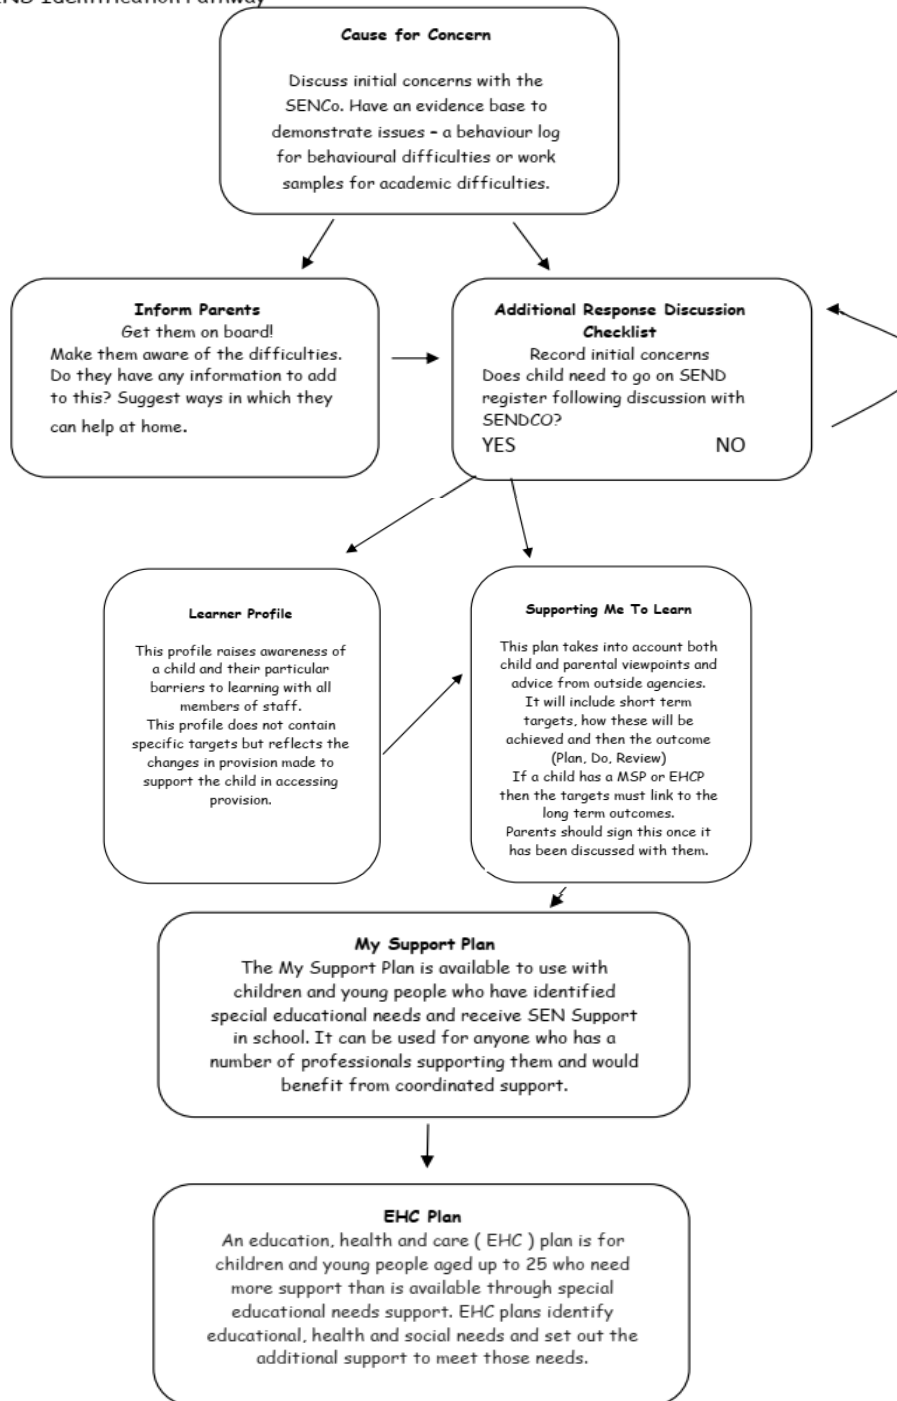 Identification Pathway
Cause for Concern
Discuss initial concerns with the
SENCo. Have an evidence base to
demonstrate issues – a behaviour log
for behavioural difficulties or work
samples for academic difficulties.
Inform Parents
Get them on board!
Make them aware of the difficulties.
Do they have any information to add
to this? Suggest ways in which they
can help at home.
Additional Response Discussion
Checklist
Record initial concerns
Does child need to go on SEND
register following discussion with
SENDCO?
YES NO
Learner Profile
This profile raises awareness of
a child and their particular
barriers to learning with all
members of staff.
This profile does not contain
specific targets but reflects the
changes in provision made to
support the child in accessing
provision.
Supporting Me To Learn
This plan takes into account both
child and parental viewpoints and
advice from outside agencies.
It will include short term
targets, how these will be
achieved and then the outcome
(Plan, Do, Review)
If a child has a MSP or EHCP
then the targets must link to the
long term outcomes.
Parents should sign this once it
has been discussed with them.
My Support Plan
The My Support Plan is available to use with
children and young people who have identified
special educational needs and receive SEN Support
in school. It can be used for anyone who has a
number of professionals supporting them and would
benefit from coordinated support.
EHC Plan
An education, health and care ( EHC ) plan is for
children and young people aged up to 25 who need
more support than is available through special
educational needs support. EHC plans identify
educational, health and social needs and set out the
additional support to meet those needs.